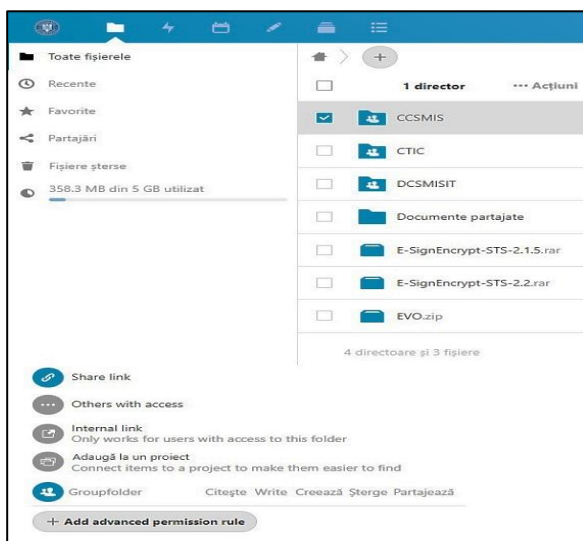 Toate fișierele
Recente
Favorite
Partajări
Fișiere șterse
358.3 MB din 5 GB utilizat
+
1 director ••• Acțiuni
CCSMIS
CTIC
DCSMISIT
Documente partajate
E-SignEncrypt-STS-2.1.5.rar
E-SignEncrypt-STS-2.2.rar
EVO.zip
4 directoare și 3 fișiere
Share link
Others with access
Internal link
Only works for users with access to this folder
Adaugă la un proiect
Connect items to a project to make them easier to find
Groupfolder Citește Write Creează Șterge Partajează
+ Add advanced permission rule